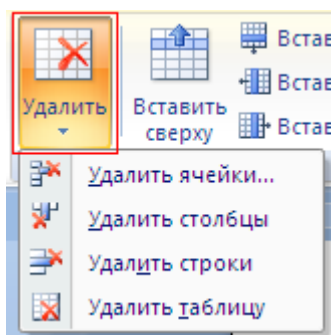 Удалить
Вставить
сверху
Встав
Встав
Встав
Удалить ячейки...
Удалить столбцы
Удалить строки
Удалить таблицу